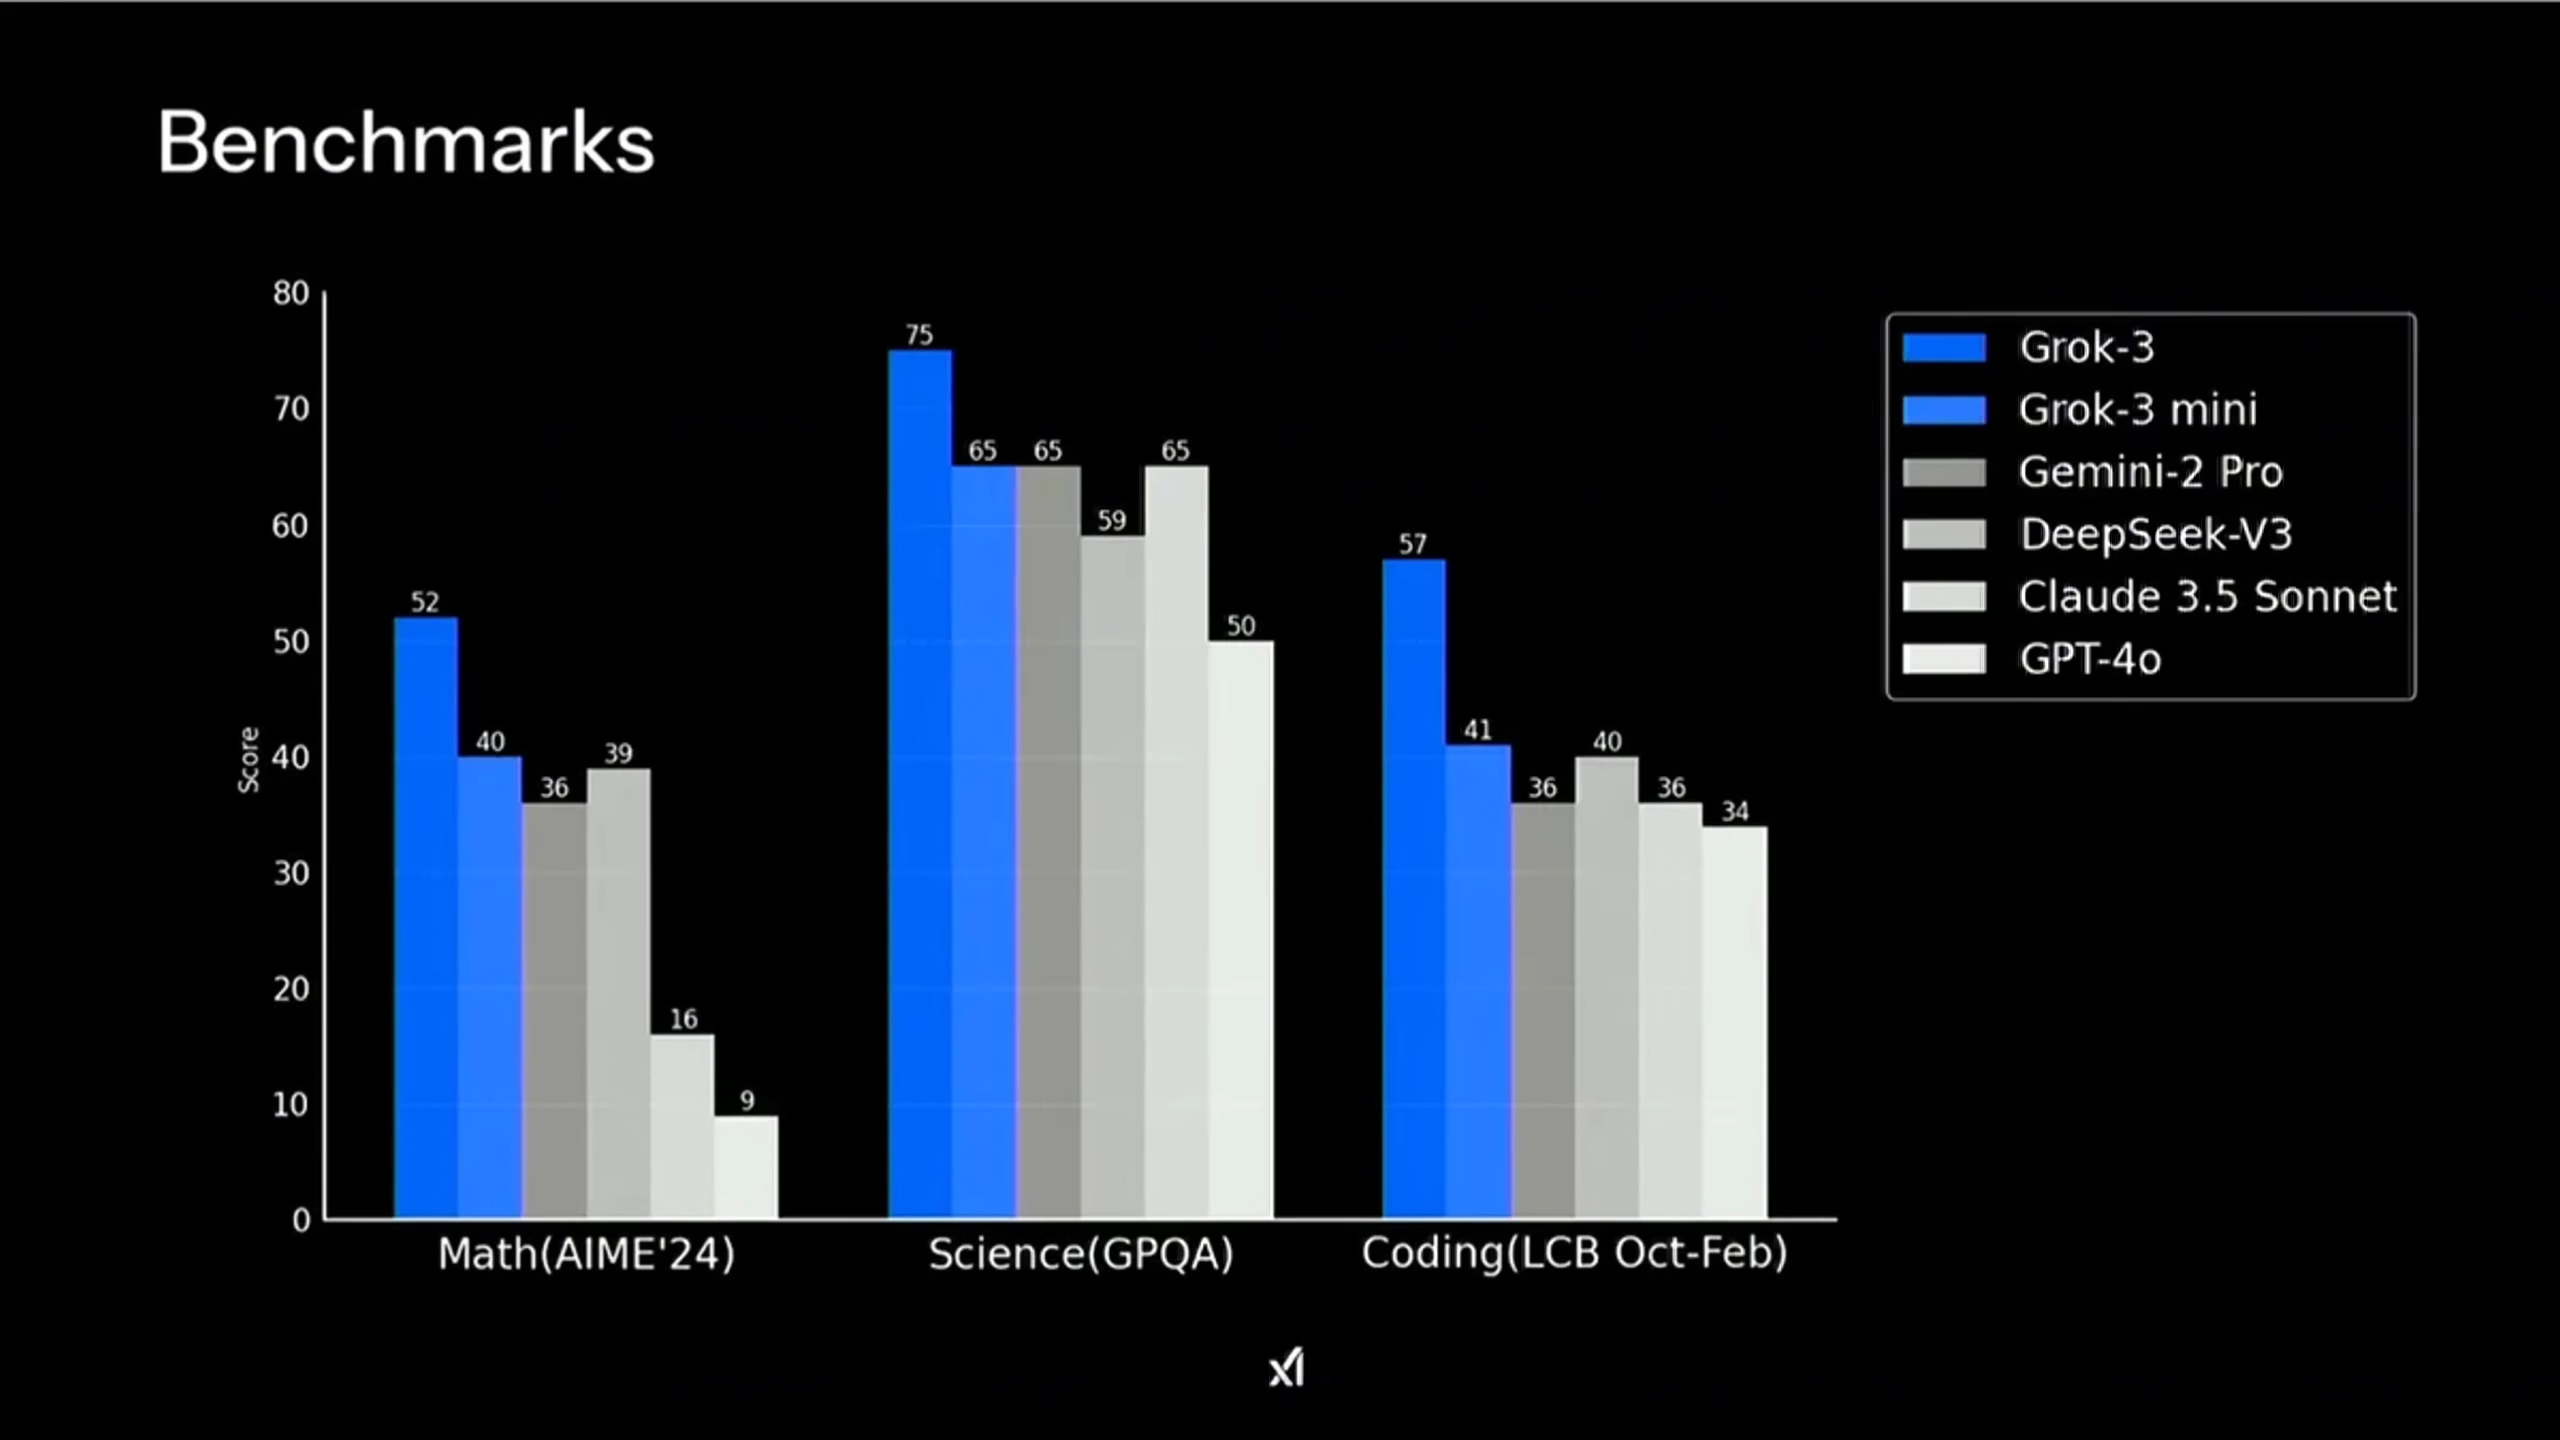 Benchmarks
80
70
60
50
40
30
20
10
0
Score
52
40
36
39
16
9
75
65
65
59
65
50
57
41
36
40
36
34
Math(AIME'24)
Science(GPQA)
Coding(LCB Oct-Feb)
Grok-3
Grok-3 mini
Gemini-2 Pro
DeepSeek-V3
Claude 3.5 Sonnet
GPT-4o
xI